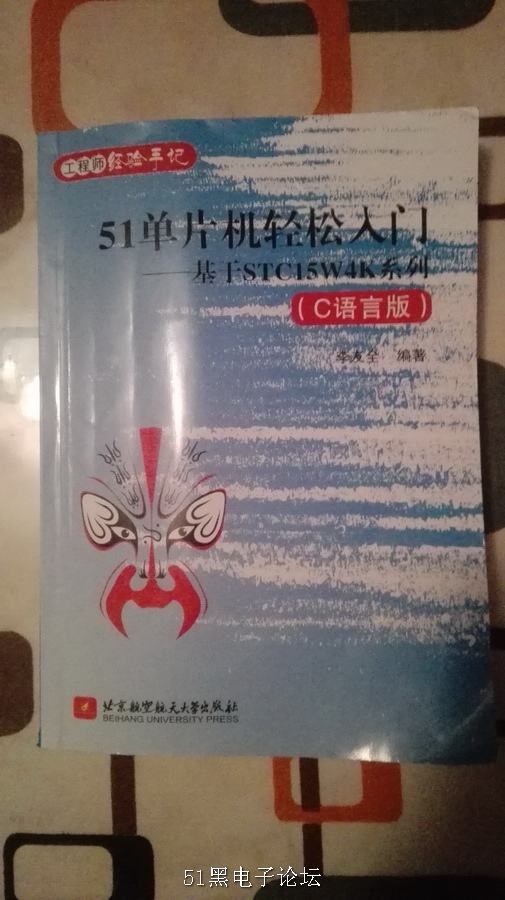 工程师经验手记
51单片机轻松入门
——基于STC15W4K系列
（C语言版）
李友全 编著
北京航空航天大学出版社
BEIHANG UNIVERSITY PRESS
51黑电子论坛